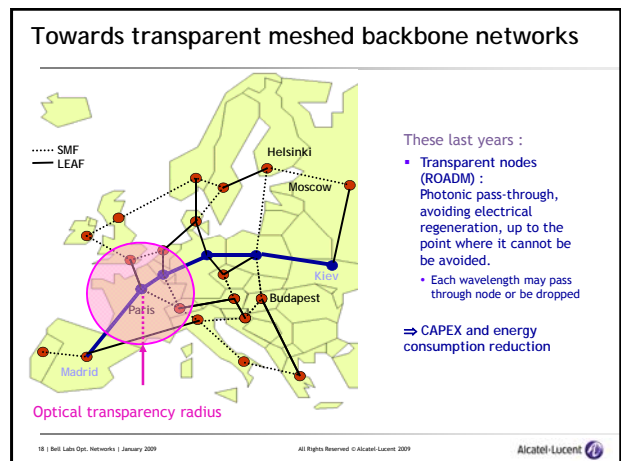 Towards transparent meshed backbone networks
SMF
LEAF
Helsinki
Moscow
Kiev
Paris
Budapest
Madrid
Optical transparency radius
These last years :
Transparent nodes
(ROADM) :
Photonic pass-through,
avoiding electrical
regeneration, up to the
point where it cannot be
be avoided.
Each wavelength may pass
through node or be dropped
⇒ CAPEX and energy
consumption reduction
18 | Bell Labs Opt. Networks | January 2009
All Rights Reserved © Alcatel-Lucent 2009
Alcatel·Lucent